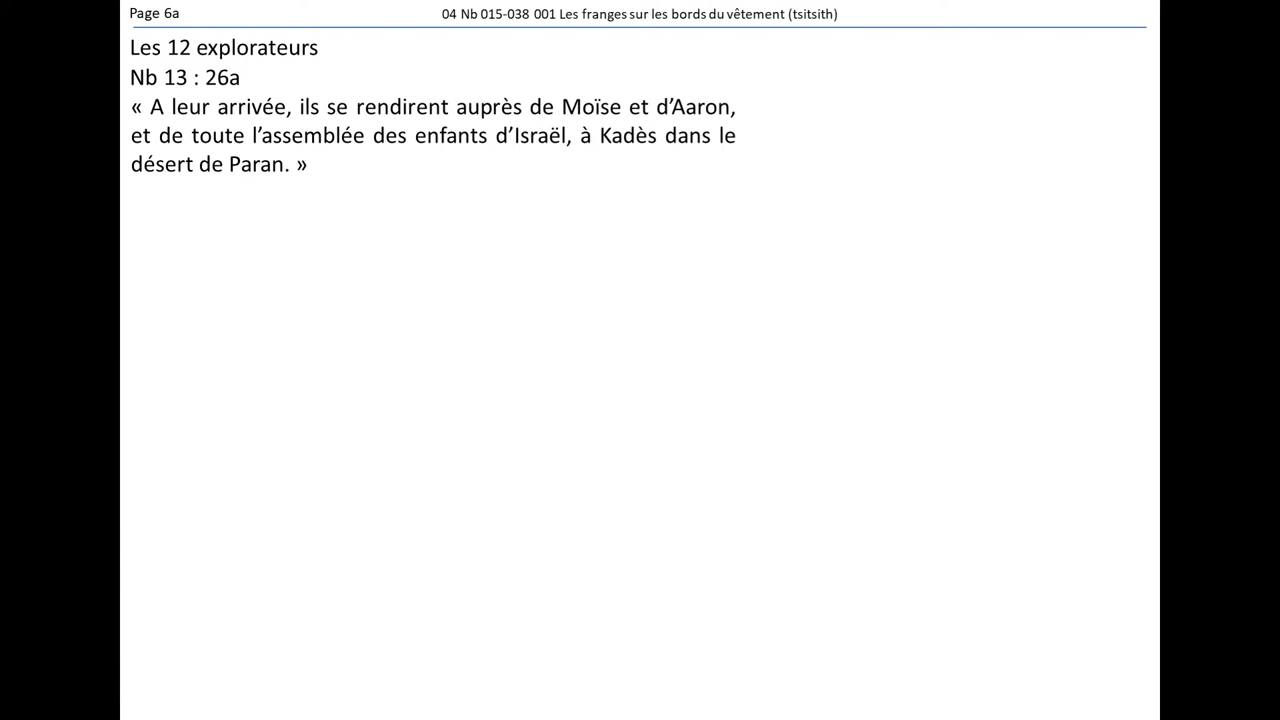 Page 6a
04 Nb 015-038 001 Les franges sur les bords du vêtement (tsitsith)
Les 12 explorateurs
Nb 13 : 26a
« A leur arrivée, ils se rendirent auprès de Moïse et d’Aaron,
et de toute l’assemblée des enfants d’Israël, à Kadès dans le
désert de Paran. »